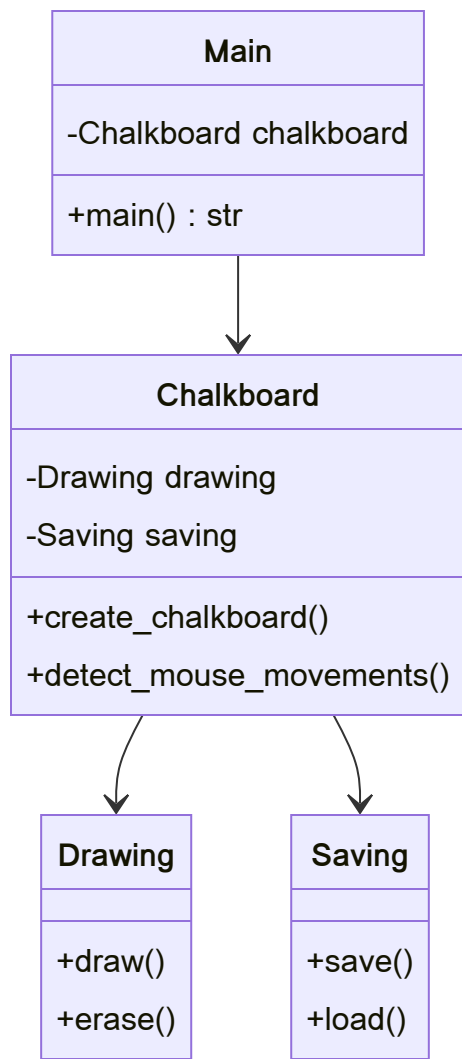 Main
-Chalkboard chalkboard
+main() : str
Chalkboard
-Drawing drawing
-Saving saving
+create_chalkboard()
+detect_mouse_movements()
Drawing
+draw()
+erase()
Saving
+save()
+load()